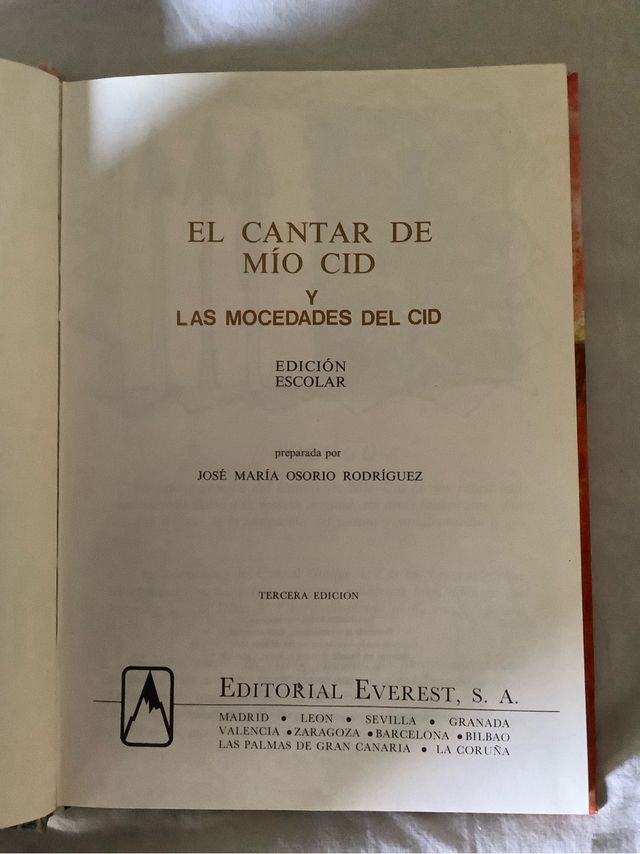 EL CANTAR DE
MÍO CID
Y
LAS MOCEDADES DEL CID
EDICIÓN
ESCOLAR
preparada por
JOSÉ MARÍA OSORIO RODRÍGUEZ
TERCERA EDICION
EDITORIAL EVEREST, S. A.
MADRID • LEON • SEVILLA • GRANADA
VALENCIA • ZARAGOZA • BARCELONA • BILBAO
LAS PALMAS DE GRAN CANARIA • LA CORUÑA